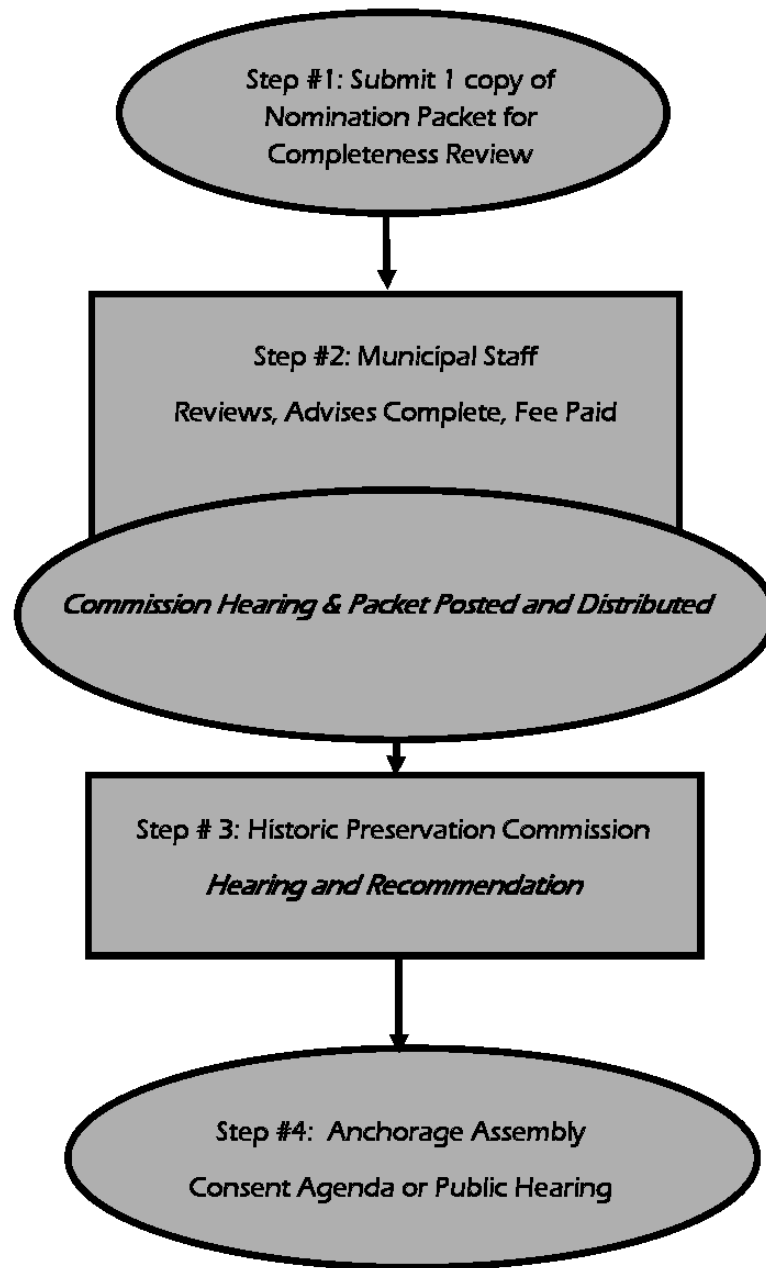 Step #1: Submit 1 copy of
Nomination Packet for
Completeness Review
Step #2: Municipal Staff
Reviews, Advises Complete, Fee Paid
Commission Hearing & Packet Posted and Distributed
Step # 3: Historic Preservation Commission
Hearing and Recommendation
Step #4: Anchorage Assembly
Consent Agenda or Public Hearing